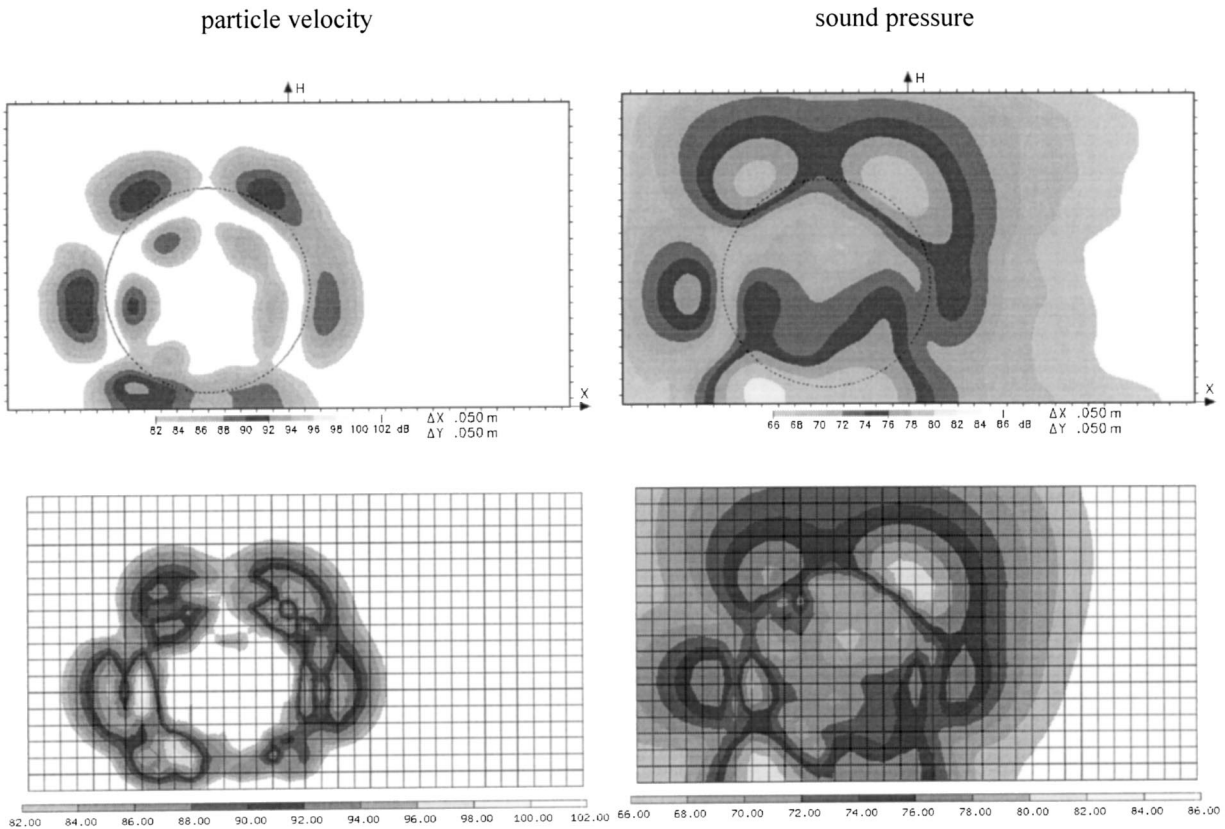 particle velocity
sound pressure
H
H
X
X
82 84 86 88 90 92 94 96 98 100 102 dB
ΔX .050 m
ΔY .050 m
66 68 70 72 74 76 78 80 82 84 86 dB
ΔX .050 m
ΔY .050 m
82.00 84.00 86.00 88.00 90.00 92.00 94.00 96.00 98.00 100.00 102.00
66.00 68.00 70.00 72.00 74.00 76.00 78.00 80.00 82.00 84.00 86.00